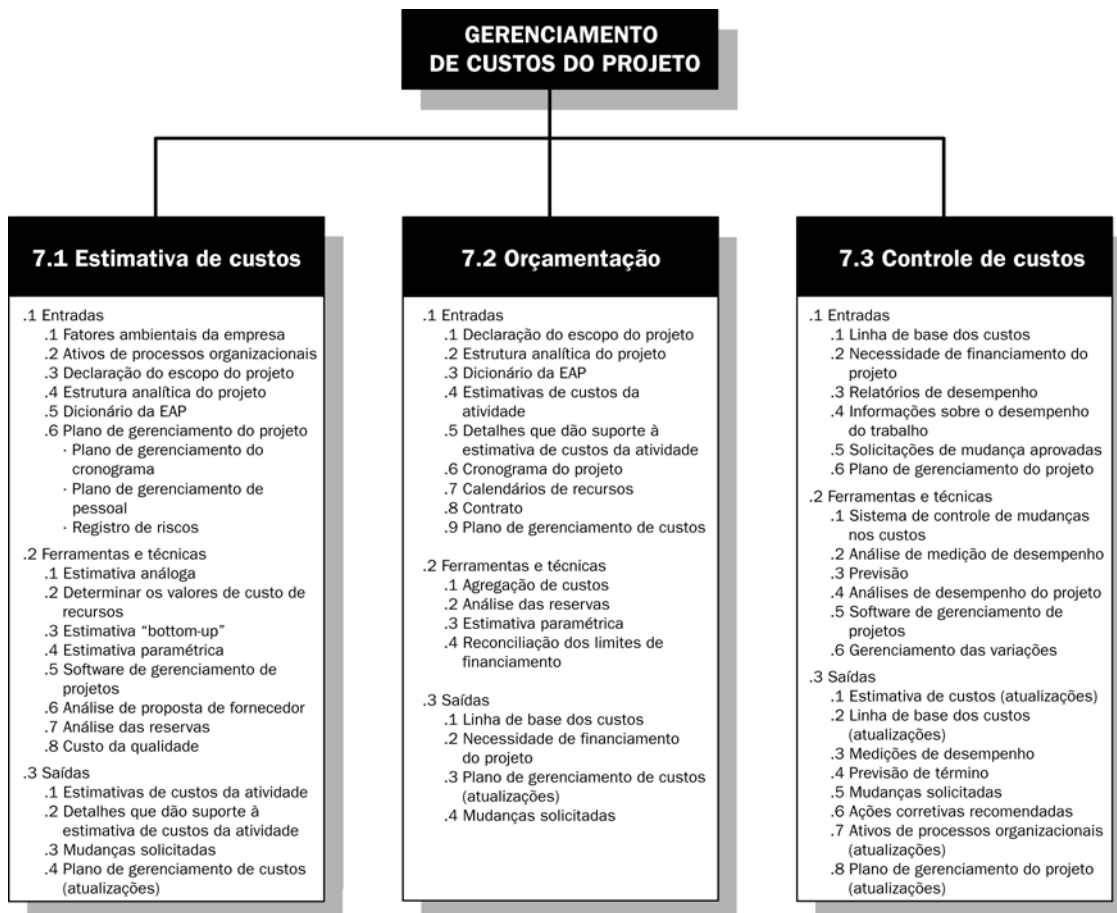 GERENCIAMENTO
DE CUSTOS DO PROJETO
7.1 Estimativa de custos
.1 Entradas
.1 Fatores ambientais da empresa
.2 Ativos de processos organizacionais
.3 Declaração do escopo do projeto
.4 Estrutura analítica do projeto
.5 Dicionário da EAP
.6 Plano de gerenciamento do projeto
· Plano de gerenciamento do
cronograma
· Plano de gerenciamento de
pessoal
· Registro de riscos
.2 Ferramentas e técnicas
.1 Estimativa análoga
.2 Determinar os valores de custo de
recursos
.3 Estimativa “bottom-up”
.4 Estimativa paramétrica
.5 Software de gerenciamento de
projetos
.6 Análise de proposta de fornecedor
.7 Análise das reservas
.8 Custo da qualidade
.3 Saídas
.1 Estimativas de custos da atividade
.2 Detalhes que dão suporte à
estimativa de custos da atividade
.3 Mudanças solicitadas
.4 Plano de gerenciamento de custos
(atualizações)
7.2 Orçamentação
.1 Entradas
.1 Declaração do escopo do projeto
.2 Estrutura analítica do projeto
.3 Dicionário da EAP
.4 Estimativas de custos da
atividade
.5 Detalhes que dão suporte à
estimativa de custos da atividade
.6 Cronograma do projeto
.7 Calendários de recursos
.8 Contrato
.9 Plano de gerenciamento de custos
.2 Ferramentas e técnicas
.1 Agregação de custos
.2 Análise das reservas
.3 Estimativa paramétrica
.4 Reconciliação dos limites de
financiamento
.3 Saídas
.1 Linha de base dos custos
.2 Necessidade de financiamento
do projeto
.3 Plano de gerenciamento de custos
(atualizações)
.4 Mudanças solicitadas
7.3 Controle de custos
.1 Entradas
.1 Linha de base dos custos
.2 Necessidade de financiamento do
projeto
.3 Relatórios de desempenho
.4 Informações sobre o desempenho
do trabalho
.5 Solicitações de mudança aprovadas
.6 Plano de gerenciamento do projeto
.2 Ferramentas e técnicas
.1 Sistema de controle de mudanças
nos custos
.2 Análise de medição de desempenho
.3 Previsão
.4 Análises de desempenho do projeto
.5 Software de gerenciamento de
projetos
.6 Gerenciamento das variações
.3 Saídas
.1 Estimativa de custos (atualizações)
.2 Linha de base dos custos
(atualizações)
.3 Medições de desempenho
.4 Previsão de término
.5 Mudanças solicitadas
.6 Ações corretivas recomendadas
.7 Ativos de processos organizacionais
(atualizações)
.8 Plano de gerenciamento do projeto
(atualizações)